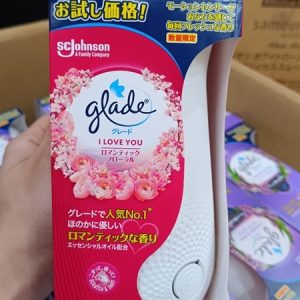 お試し価格!
数量限定
SCJohnson
A Family Company
glade
グレード
I LOVE YOU
ロマンティック
フローラル
グレードで人気No.1*
ほのかに優しい
ロマンティックな香り
エッセンシャルオイル配合